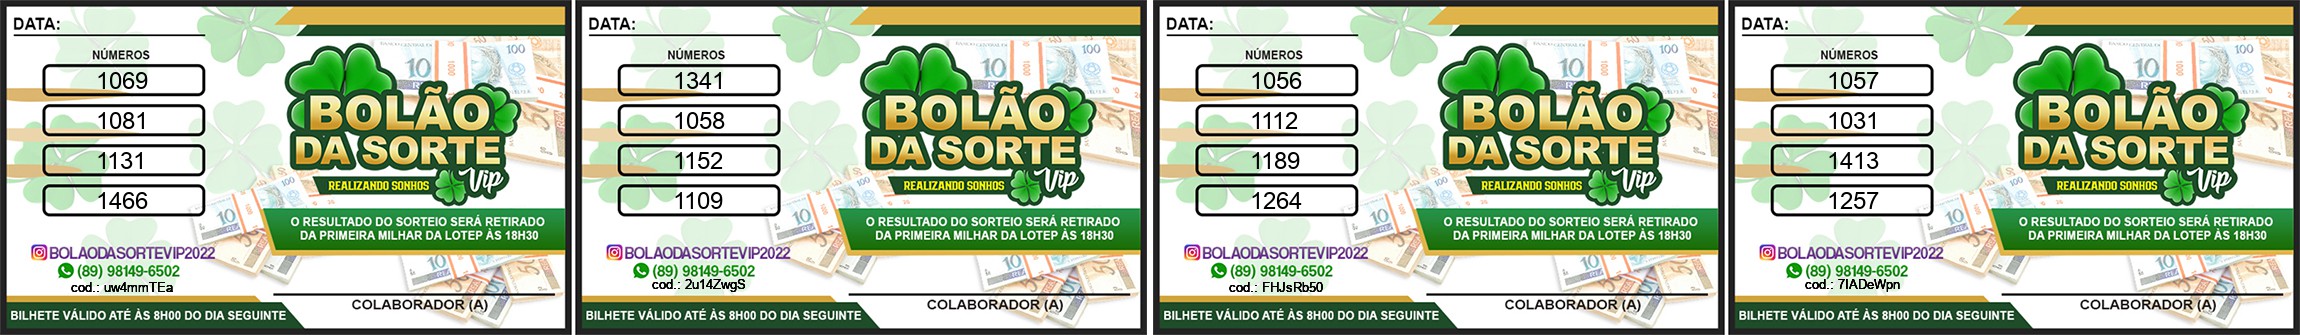 DATA:
NÚMEROS
1069
1081
1131
1466
BOLÃO
DA SORTE
REALIZANDO SONHOS
Vip
O RESULTADO DO SORTEIO SERÁ RETIRADO
DA PRIMEIRA MILHAR DA LOTEP ÀS 18H30
BOLAODASORTEVIP2022
(89) 98149-6502
cod.: uw4mmTEa
COLABORADOR (A)
BILHETE VÁLIDO ATÉ ÀS 8H00 DO DIA SEGUINTE
DATA:
NÚMEROS
1341
1058
1152
1109
BOLÃO
DA SORTE
REALIZANDO SONHOS
Vip
O RESULTADO DO SORTEIO SERÁ RETIRADO
DA PRIMEIRA MILHAR DA LOTEP ÀS 18H30
BOLAODASORTEVIP2022
(89) 98149-6502
cod.: 2u14ZwgS
COLABORADOR (A)
BILHETE VÁLIDO ATÉ ÀS 8H00 DO DIA SEGUINTE
DATA:
NÚMEROS
1056
1112
1189
1264
BOLÃO
DA SORTE
REALIZANDO SONHOS
Vip
O RESULTADO DO SORTEIO SERÁ RETIRADO
DA PRIMEIRA MILHAR DA LOTEP ÀS 18H30
BOLAODASORTEVIP2022
(89) 98149-6502
cod.: FHJsRb50
COLABORADOR (A)
BILHETE VÁLIDO ATÉ ÀS 8H00 DO DIA SEGUINTE
DATA:
NÚMEROS
1057
1031
1413
1257
BOLÃO
DA SORTE
REALIZANDO SONHOS
Vip
O RESULTADO DO SORTEIO SERÁ RETIRADO
DA PRIMEIRA MILHAR DA LOTEP ÀS 18H30
BOLAODASORTEVIP2022
(89) 98149-6502
cod.: 7IADeWpn
COLABORADOR (A)
BILHETE VÁLIDO ATÉ ÀS 8H00 DO DIA SEGUINTE